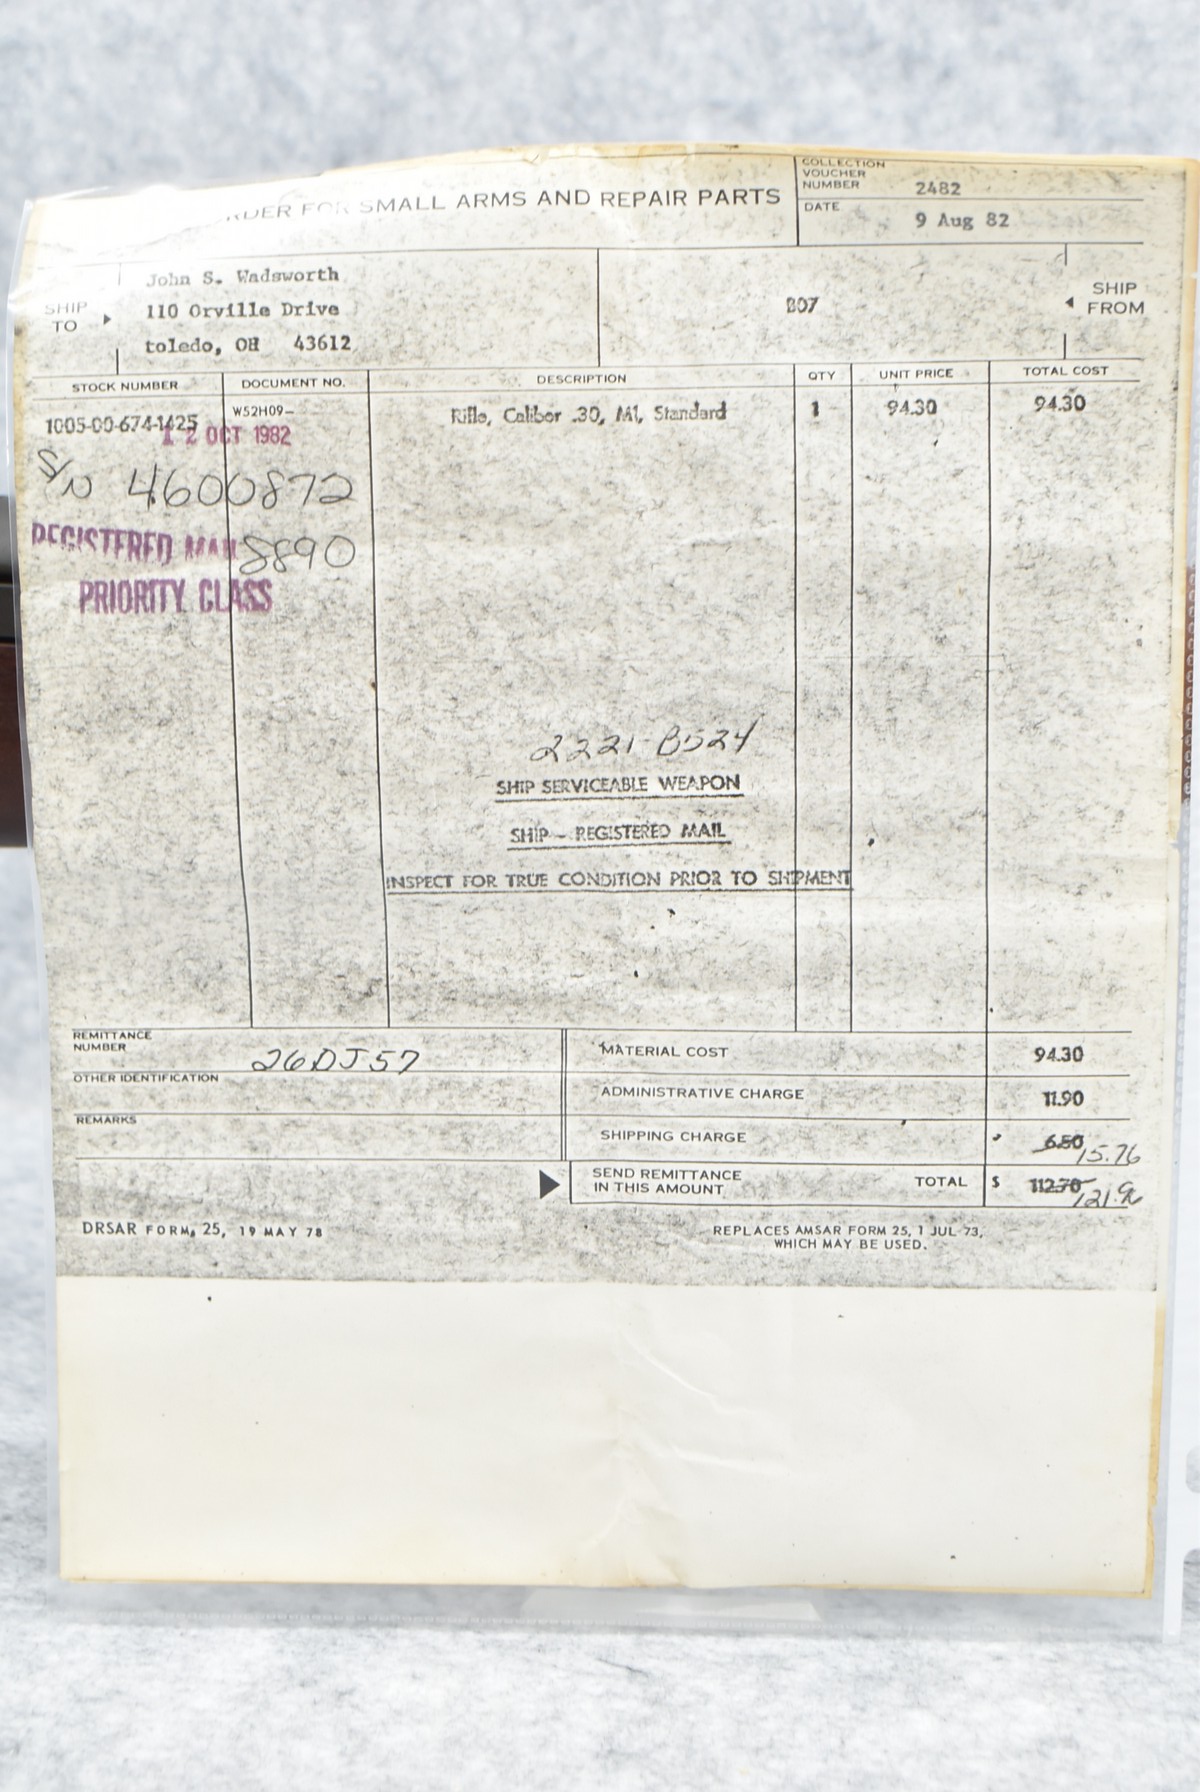 ORDER FOR SMALL ARMS AND REPAIR PARTS
COLLECTION VOUCHER NUMBER 2482
DATE 9 Aug 82
SHIP TO
John S. Wadsworth
110 Orville Drive
toledo, OH 43612
B07
SHIP FROM
STOCK NUMBER DOCUMENT NO. DESCRIPTION QTY UNIT PRICE TOTAL COST
1005-00-674-1425 W52H09- Rifle, Caliber .30, M1, Standard 1 94.30 94.30
12 OCT 1982
S/N 4600872
REGISTERED MAIL 8890
PRIORITY CLASS
2221-B524
SHIP SERVICEABLE WEAPON
SHIP - REGISTERED MAIL
INSPECT FOR TRUE CONDITION PRIOR TO SHIPMENT
REMITTANCE NUMBER 26DJ57
OTHER IDENTIFICATION
REMARKS
MATERIAL COST 94.30
ADMINISTRATIVE CHARGE 11.90
SHIPPING CHARGE 6.50 15.76
SEND REMITTANCE IN THIS AMOUNT TOTAL $ 112.70 121.96
DRSAR FORM 25, 19 MAY 78
REPLACES AMSAR FORM 25, 1 JUL 73,
WHICH MAY BE USED.